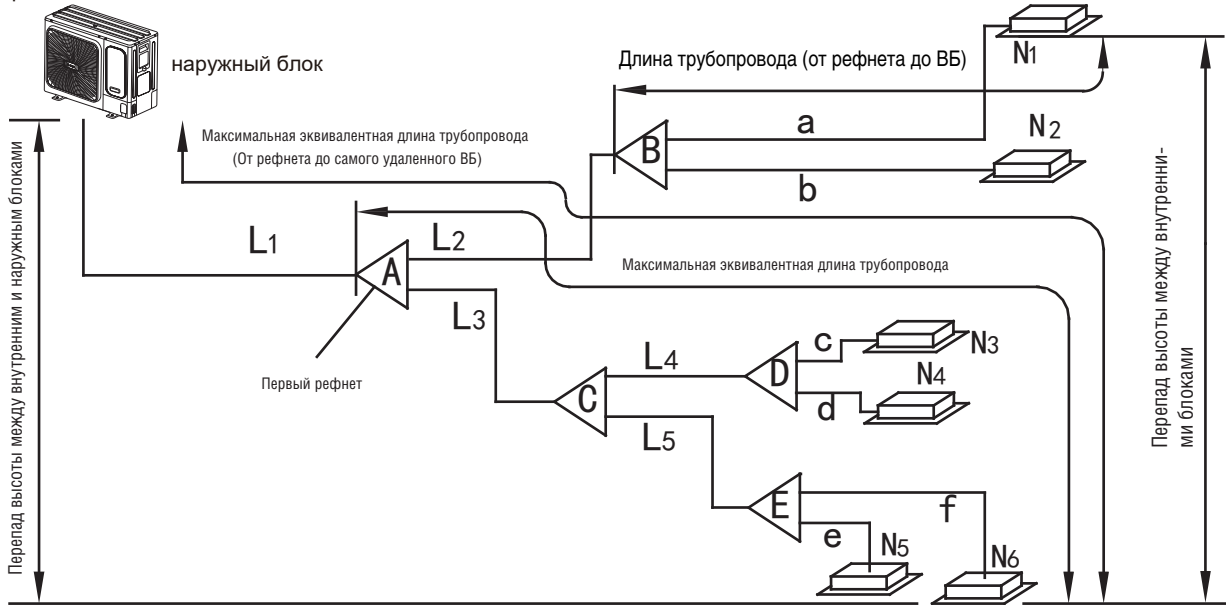 наружный блок
Длина трубопровода (от рефнета до ВБ)
N1
Максимальная эквивалентная длина трубопровода
(От рефнета до самого удаленного ВБ)
a
B
b
N2
L1
L2
A
L3
Максимальная эквивалентная длина трубопровода
Первый рефнет
L4
D
c
N3
d
N4
C
L5
E
f
e
N5
N6
Перепад высоты между внутренним и наружным блоками
Перепад высоты между внутренни-
ми блоками